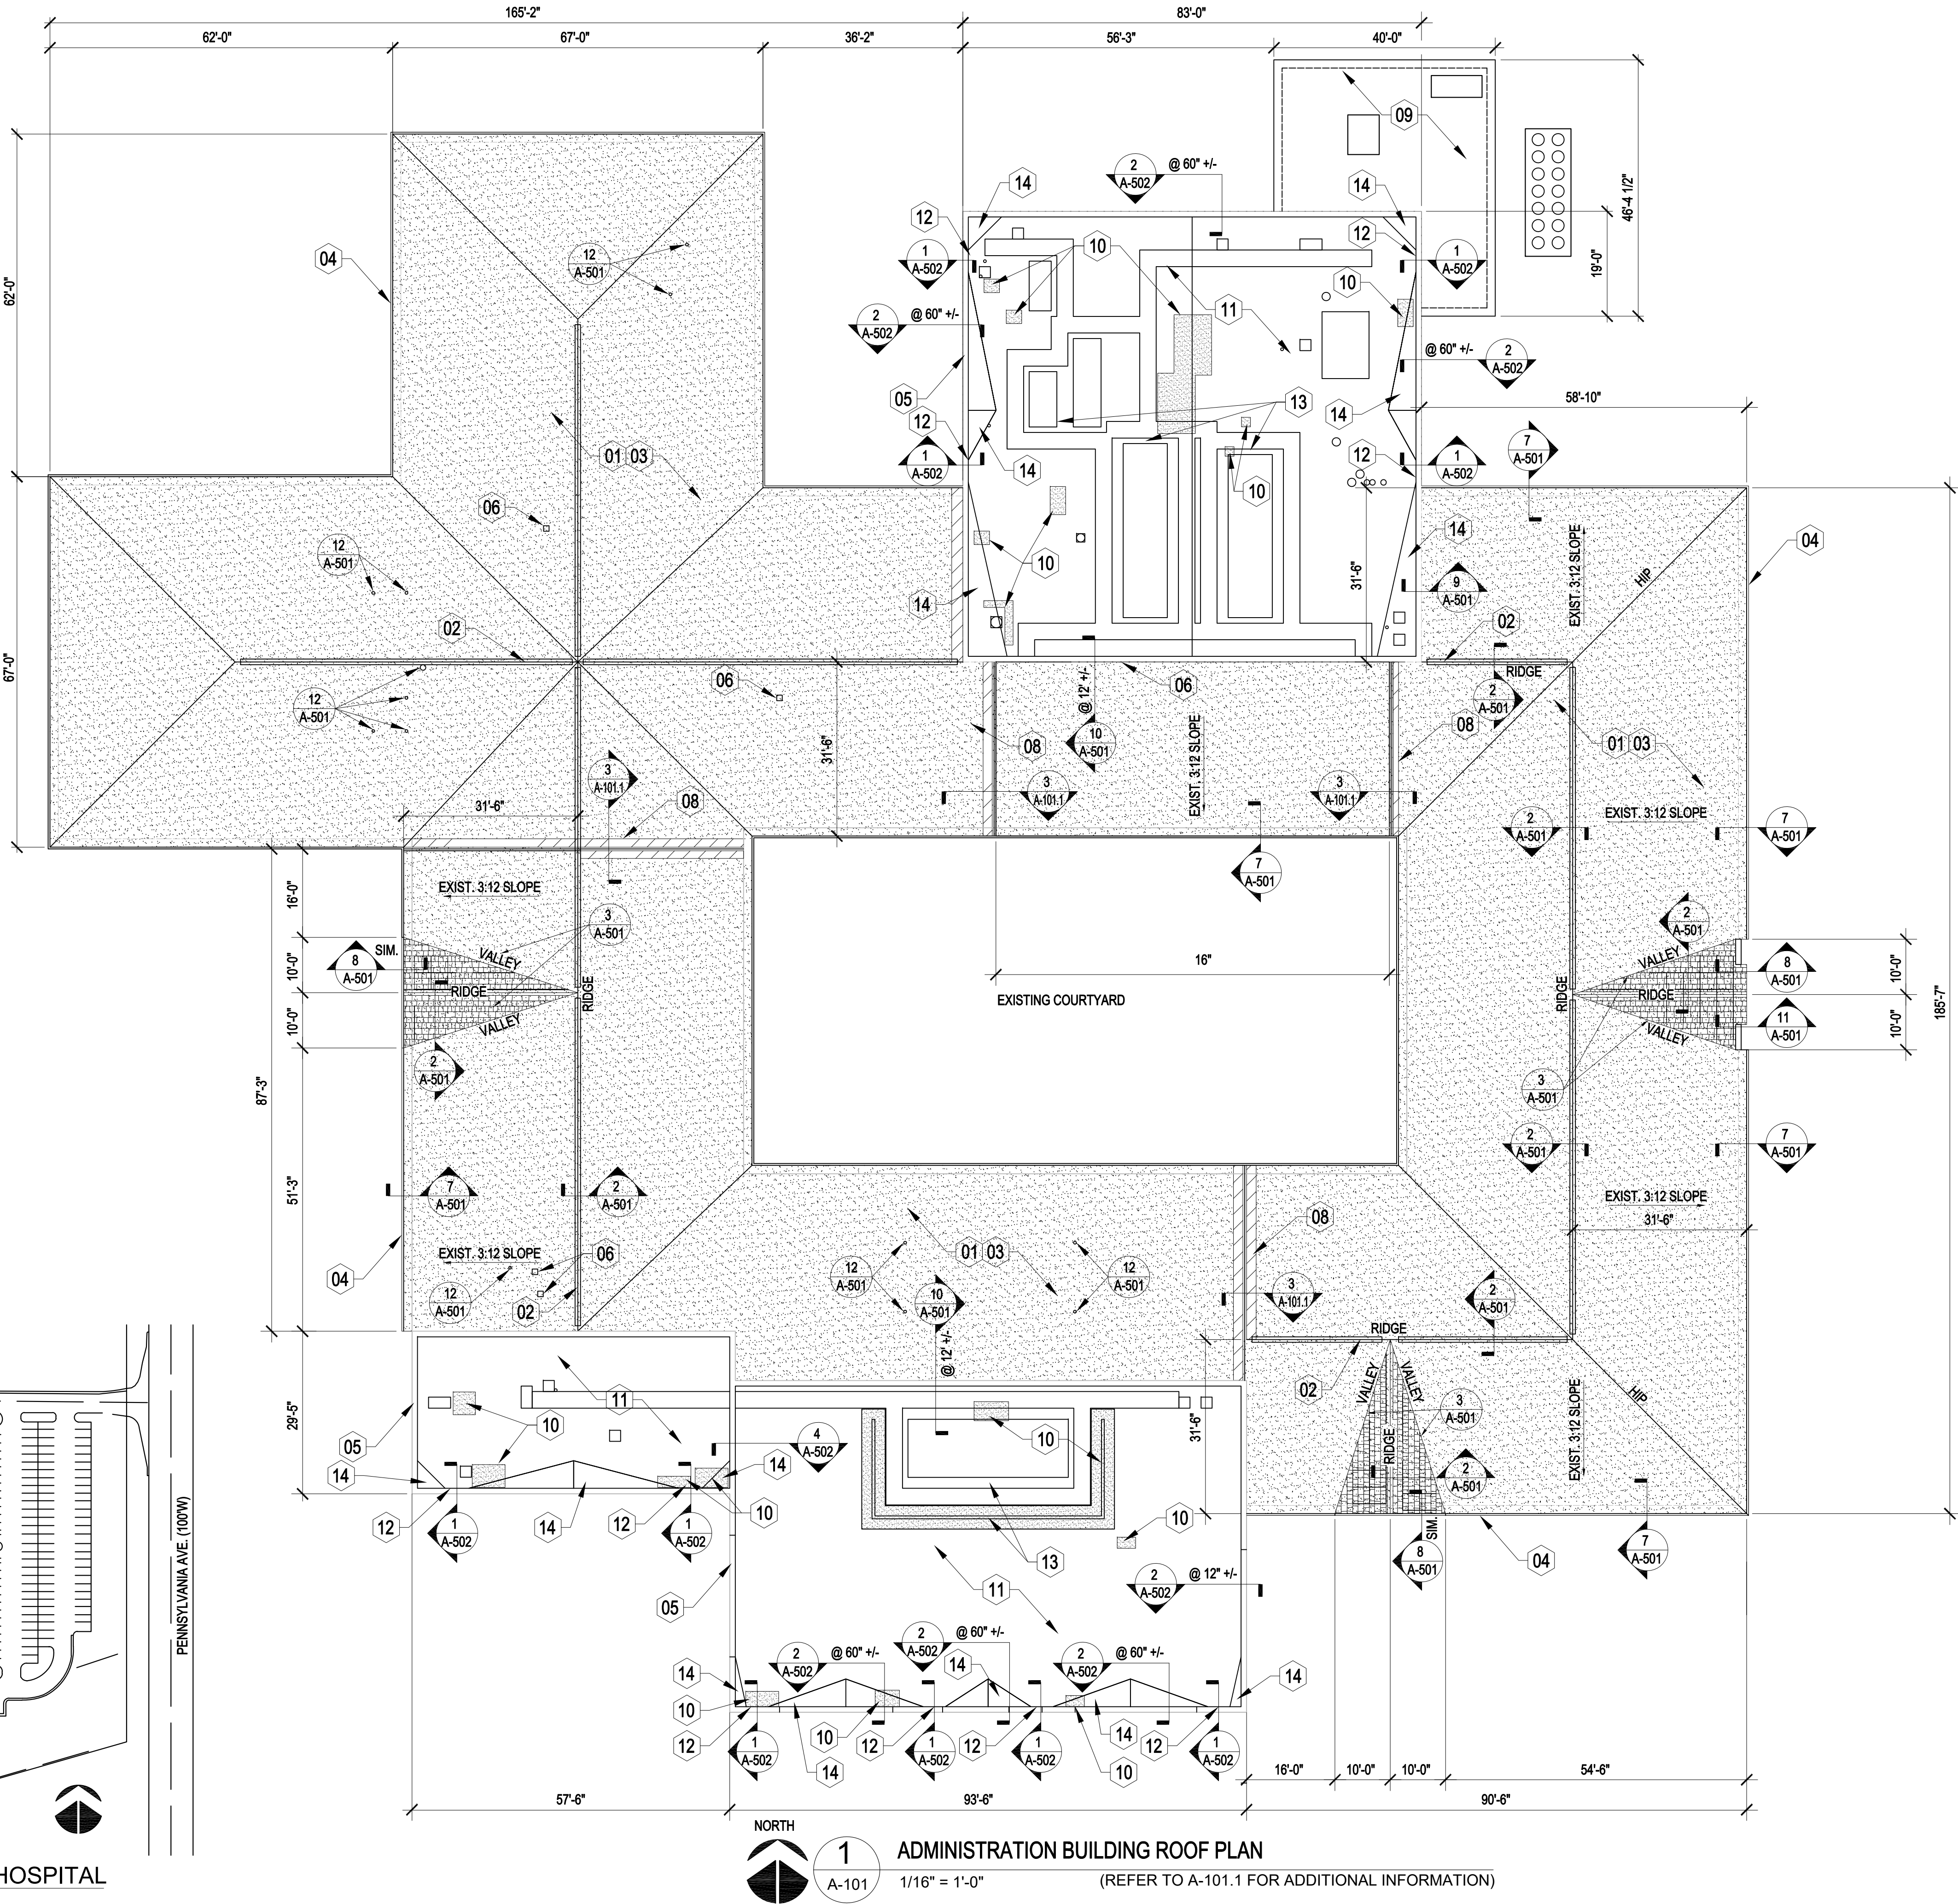 165'-2"
83'-0"
62'-0"
67'-0"
36'-2"
56'-3"
40'-0"
09
46'-4 1/2"
2
A-502
@ 60" +/-
14
14
12
12
04
12
A-501
10
1
A-502
1
A-502
19'-0"
62'-0"
10
11
2
A-502
@ 60" +/-
@ 60" +/-
2
A-502
05
58'-10"
13
12
14
01
03
7
A-501
1
A-502
14
12
1
A-502
10
06
14
EXIST. 3:12 SLOPE
04
12
A-501
10
31'-6"
HIP
9
A-501
14
02
02
67'-0"
RIDGE
06
06
12
A-501
2
A-501
@ 12' +/-
08
08
10
A-501
EXIST. 3:12 SLOPE
01
03
31'-6"
3
A-101.1
31'-6"
08
3
A-101.1
3
A-101.1
EXIST. 3:12 SLOPE
2
A-501
7
A-501
7
A-501
16'-0"
EXIST. 3:12 SLOPE
3
A-501
2
A-501
SIM.
8
A-501
VALLEY
RIDGE
VALLEY
RIDGE
10'-0"
10'-0"
16"
EXISTING COURTYARD
VALLEY
RIDGE
RIDGE
VALLEY
8
A-501
11
A-501
10'-0"
10'-0"
185'-7"
2
A-501
87'-3"
3
A-501
2
A-501
7
A-501
51'-3"
7
A-501
2
A-501
EXIST. 3:12 SLOPE
31'-6"
08
EXIST. 3:12 SLOPE
06
01
03
04
12
A-501
02
12
A-501
12
A-501
10
A-501
3
A-101.1
2
A-501
@ 12' +/-
RIDGE
02
29'-5"
11
10
05
14
4
A-502
14
10
31'-6"
VALLEY
VALLEY
RIDGE
3
A-501
EXIST. 3:12 SLOPE
HIP
2
A-501
12
1
A-502
14
12
1
A-502
10
10
SIM.
8
A-501
04
7
A-501
13
2
A-502
@ 12" +/-
11
05
2
A-502
@ 60" +/-
2
A-502
@ 60" +/-
2
A-502
@ 60" +/-
14
14
14
10
10
14
12
1
A-502
14
12
1
A-502
12
1
A-502
10
12
1
A-502
16'-0"
10'-0"
10'-0"
54'-6"
57'-6"
93'-6"
90'-6"
PENNSYLVANIA AVE. (100W)
HOSPITAL
NORTH
1
A-101
ADMINISTRATION BUILDING ROOF PLAN
1/16" = 1'-0"
(REFER TO A-101.1 FOR ADDITIONAL INFORMATION)